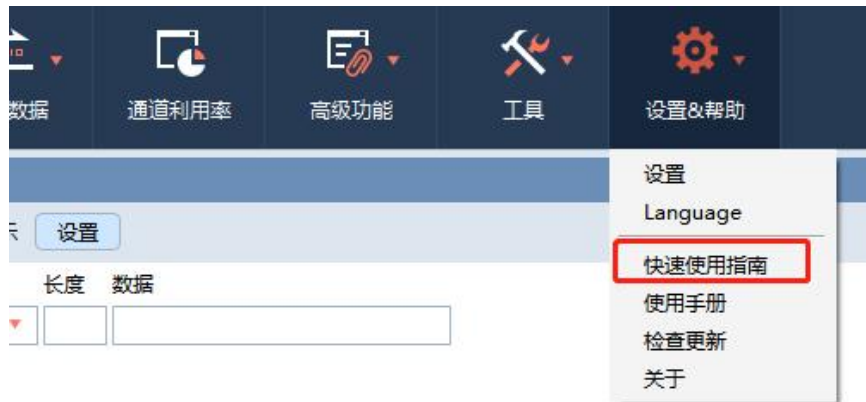 数据
通道利用率
高级功能
工具
设置&帮助
设置
Language
快速使用指南
使用手册
检查更新
关于
设置
长度 数据